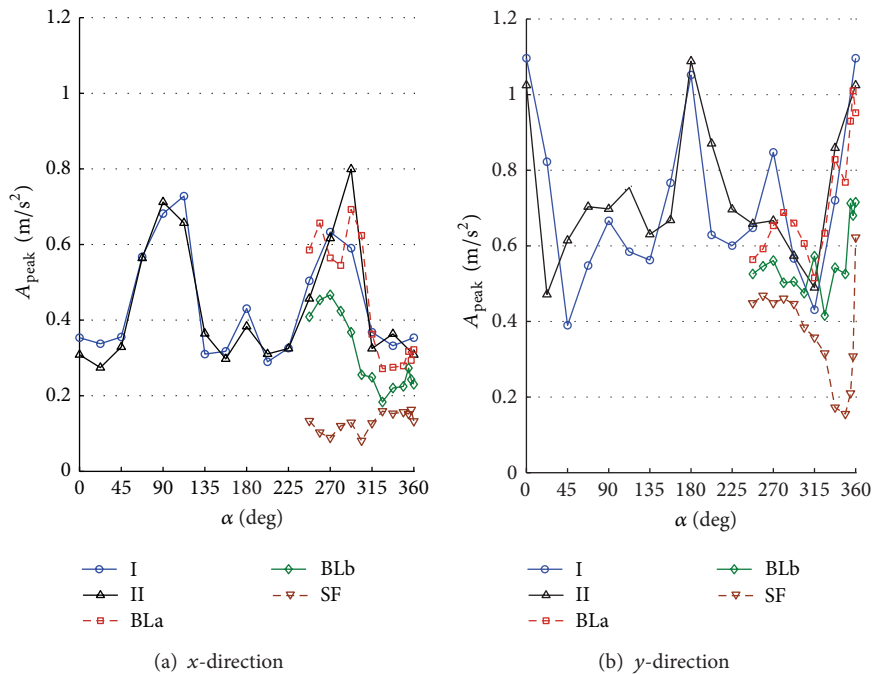 1.2
1
0.8
0.6
0.4
0.2
0
A_peak (m/s²)
0 45 90 135 180 225 270 315 360
α (deg)
I
II
BLa
BLb
SF
(a) x-direction
1.2
1
0.8
0.6
0.4
0.2
0
A_peak (m/s²)
0 45 90 135 180 225 270 315 360
α (deg)
I
II
BLa
BLb
SF
(b) y-direction